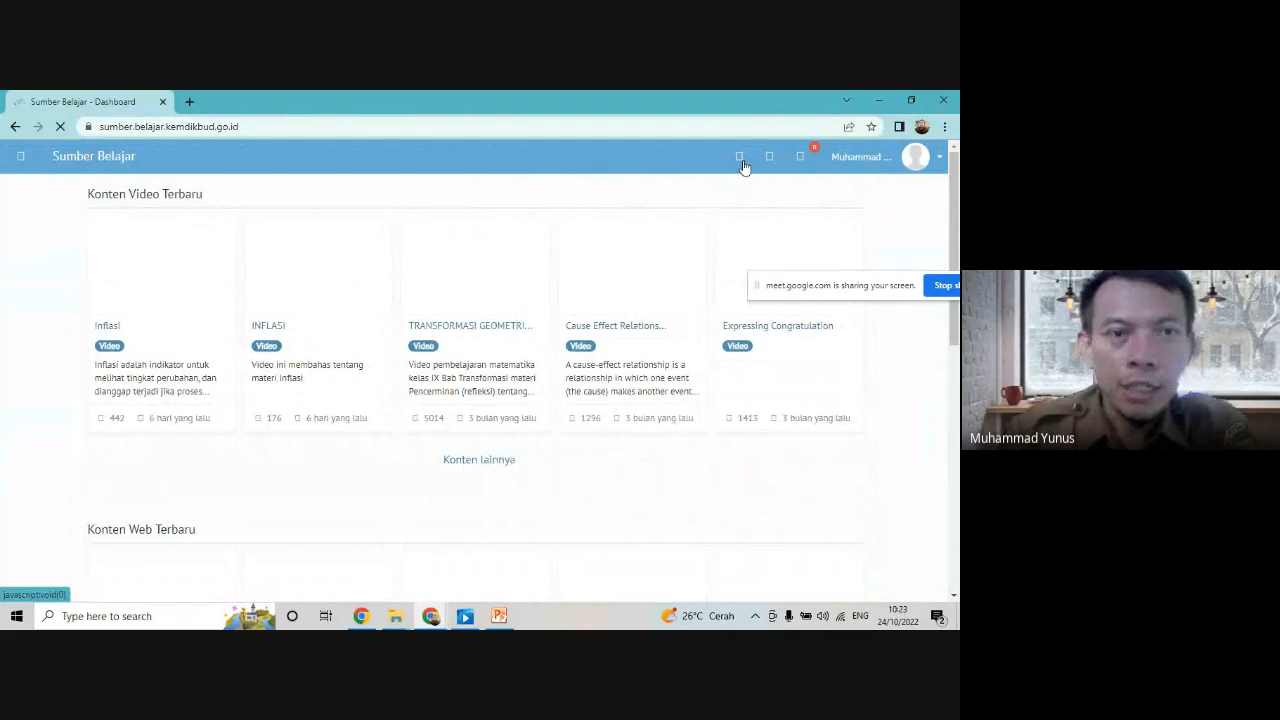 Sumber Belajar - Dashboard
sumber.belajar.kemdikbud.go.id
Sumber Belajar
0
Muhammad ...
Konten Video Terbaru
meet.google.com is sharing your screen.
Stop
Inflasi
Video
Inflasi adalah indikator untuk
melihat tingkat perubahan, dan
dianggap terjadi jika proses...
442
6 hari yang lalu
INFLASI
Video
Video ini membahas tentang
materi Inflasi
176
6 hari yang lalu
TRANSFORMASI GEOMETRI...
Video
Video pembelajaran matematika
kelas IX Bab Transformasi materi
Pencerminan (refleksi) tentang...
5014
3 bulan yang lalu
Cause Effect Relations...
Video
A cause-effect relationship is a
relationship in which one event
(the cause) makes another event...
1296
3 bulan yang lalu
Expressing Congratulation
Video
1413
3 bulan yang lalu
Konten lainnya
Konten Web Terbaru
javascript:void(0)
Type here to search
26°C Cerah
ENG
10:23
24/10/2022
2
Muhammad Yunus